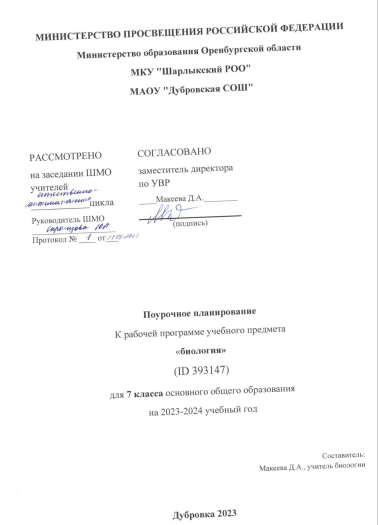 МИНИСТЕРСТВО ПРОСВЕЩЕНИЯ РОССИЙСКОЙ ФЕДЕРАЦИИ
Министерство образования Оренбургской области
МКУ "Шарлыкский РОО"
МАОУ "Дубровская СОШ"
РАССМОТРЕНО
на заседании ШМО
учителей естественно-
цикла
Руководитель ШМО
Протокол № 1 от
СОГЛАСОВАНО
заместитель директора
по УВР
Макеева Д.А.
(подпись)
Поурочное планирование
К рабочей программе учебного предмета
«биология»
(ID 393147)
для 7 класса основного общего образования
на 2023-2024 учебный год
Составитель:
Макеева Д.А., учитель биологии
Дубровка 2023